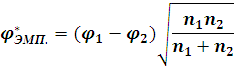 φ*ЭМП. = (φ₁ − φ₂)√(n₁n₂ / (n₁ + n₂))